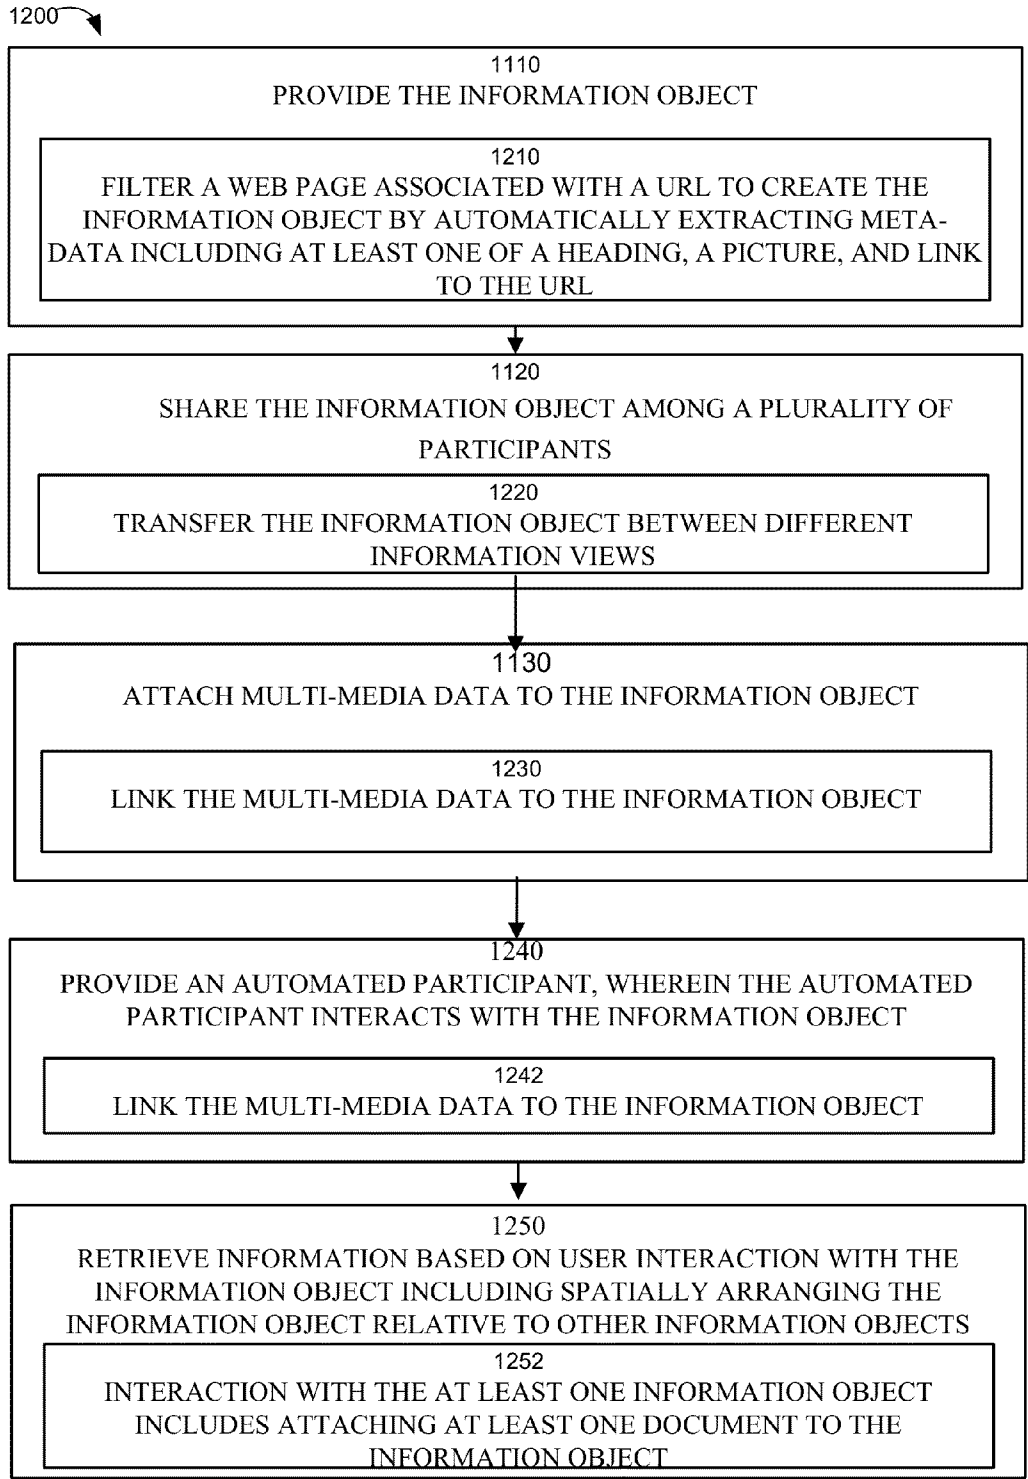 1200
1110
PROVIDE THE INFORMATION OBJECT
1210
FILTER A WEB PAGE ASSOCIATED WITH A URL TO CREATE THE
INFORMATION OBJECT BY AUTOMATICALLY EXTRACTING META-
DATA INCLUDING AT LEAST ONE OF A HEADING, A PICTURE, AND LINK
TO THE URL
1120
SHARE THE INFORMATION OBJECT AMONG A PLURALITY OF
PARTICIPANTS
1220
TRANSFER THE INFORMATION OBJECT BETWEEN DIFFERENT
INFORMATION VIEWS
1130
ATTACH MULTI-MEDIA DATA TO THE INFORMATION OBJECT
1230
LINK THE MULTI-MEDIA DATA TO THE INFORMATION OBJECT
1240
PROVIDE AN AUTOMATED PARTICIPANT, WHEREIN THE AUTOMATED
PARTICIPANT INTERACTS WITH THE INFORMATION OBJECT
1242
LINK THE MULTI-MEDIA DATA TO THE INFORMATION OBJECT
1250
RETRIEVE INFORMATION BASED ON USER INTERACTION WITH THE
INFORMATION OBJECT INCLUDING SPATIALLY ARRANGING THE
INFORMATION OBJECT RELATIVE TO OTHER INFORMATION OBJECTS
1252
INTERACTION WITH THE AT LEAST ONE INFORMATION OBJECT
INCLUDES ATTACHING AT LEAST ONE DOCUMENT TO THE
INFORMATION OBJECT